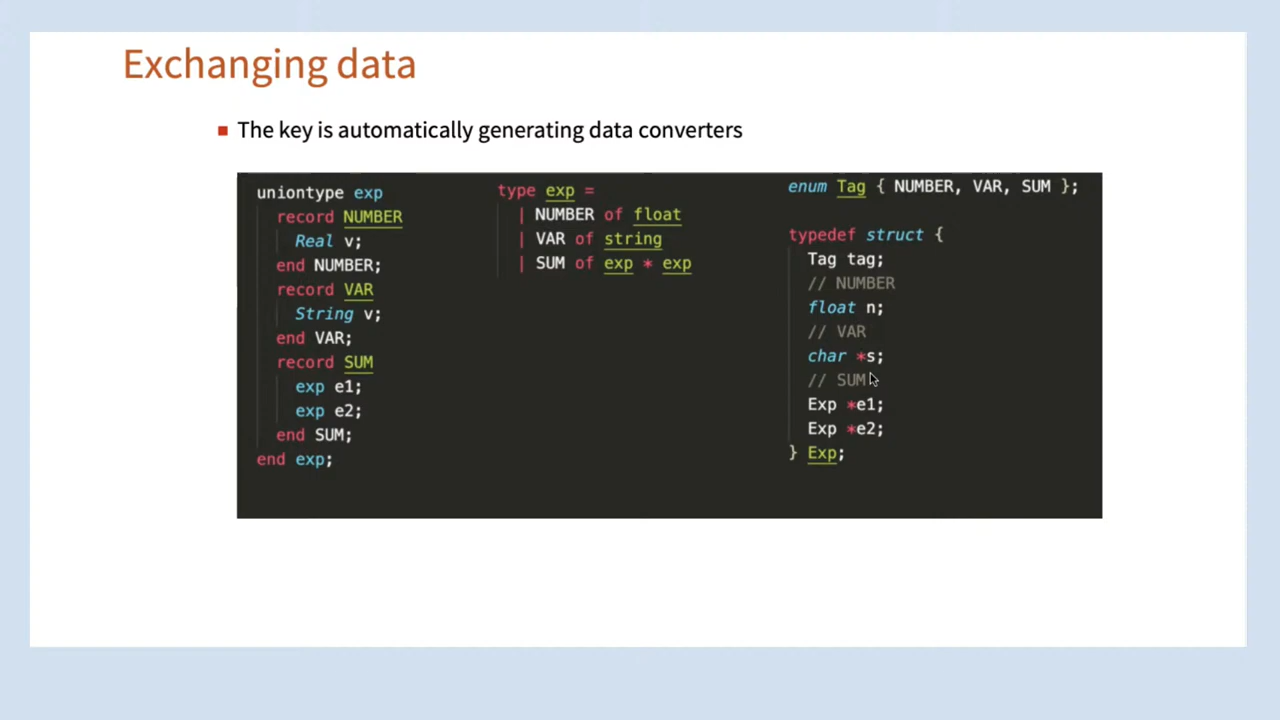 Exchanging data
The key is automatically generating data converters
uniontype exp
record NUMBER
Real v;
end NUMBER;
record VAR
String v;
end VAR;
record SUM
exp e1;
exp e2;
end SUM;
end exp;
type exp =
| NUMBER of float
| VAR of string
| SUM of exp * exp
enum Tag { NUMBER, VAR, SUM };
typedef struct {
Tag tag;
// NUMBER
float n;
// VAR
char *s;
// SUM
Exp *e1;
Exp *e2;
} Exp;